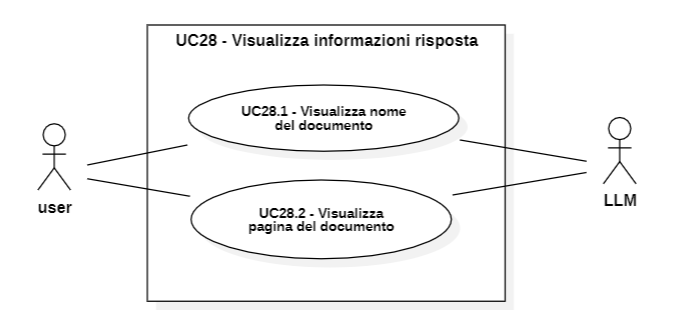 UC28 - Visualizza informazioni risposta
UC28.1 - Visualizza nome
del documento
user
LLM
UC28.2 - Visualizza
pagina del documento